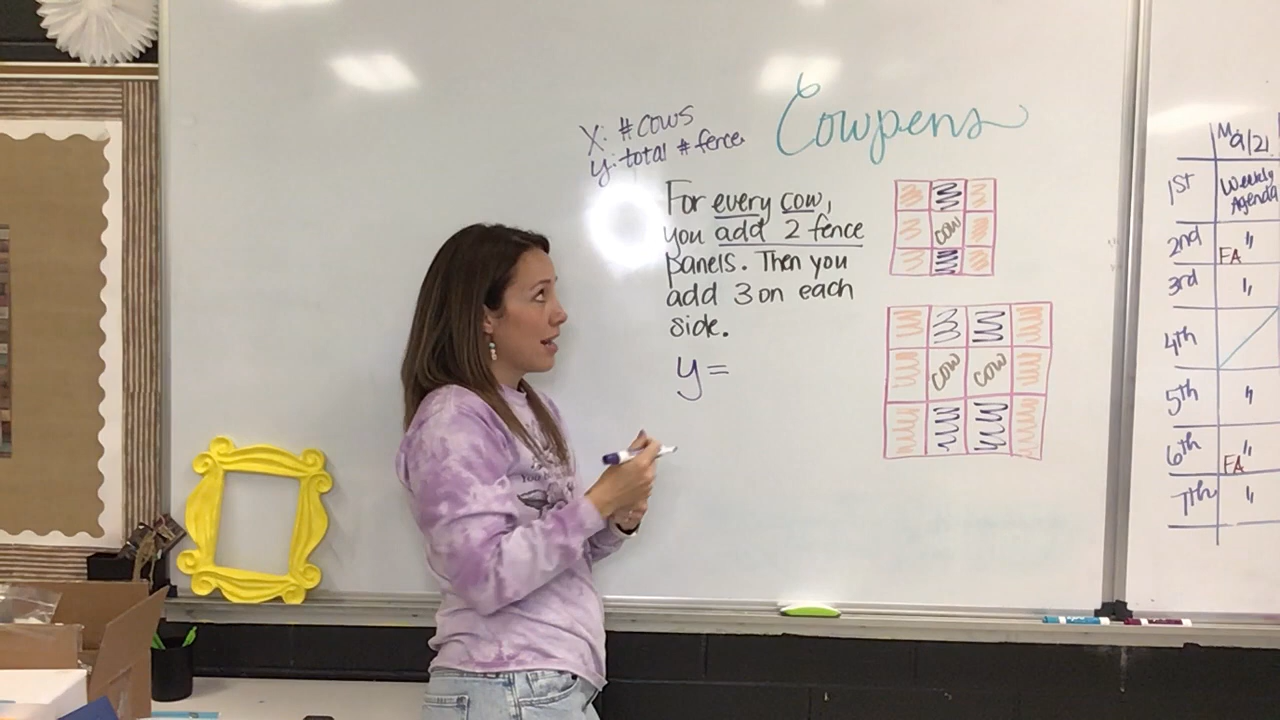 Cowpens
X: # cows
y: total # fence
For every cow,
you add 2 fence
panels. Then you
add 3 on each
side.
y =
cow
cow cow
M 9/21
1st Weekly
Agenda
2nd "
FA
3rd "
4th
5th "
6th "
FA
7th "
You